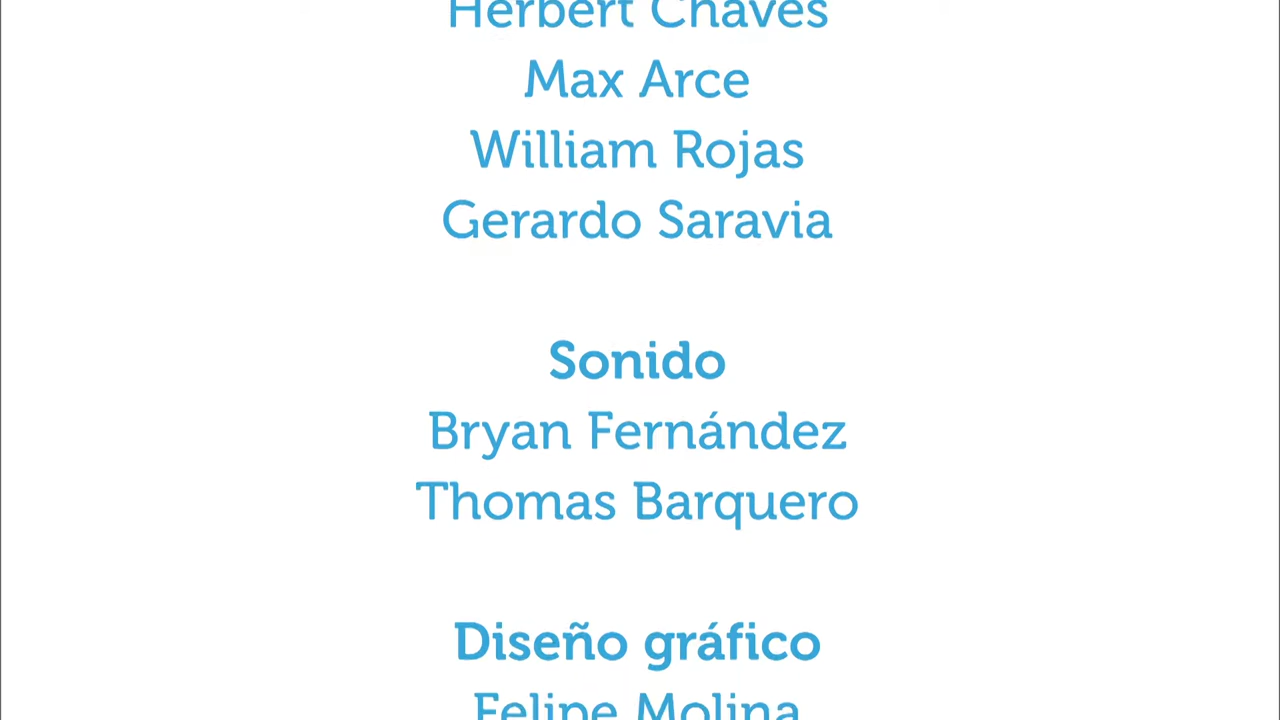 Herbert Chaves
Max Arce
William Rojas
Gerardo Saravia
Sonido
Bryan Fernández
Thomas Barquero
Diseño gráfico
Felipe Molina